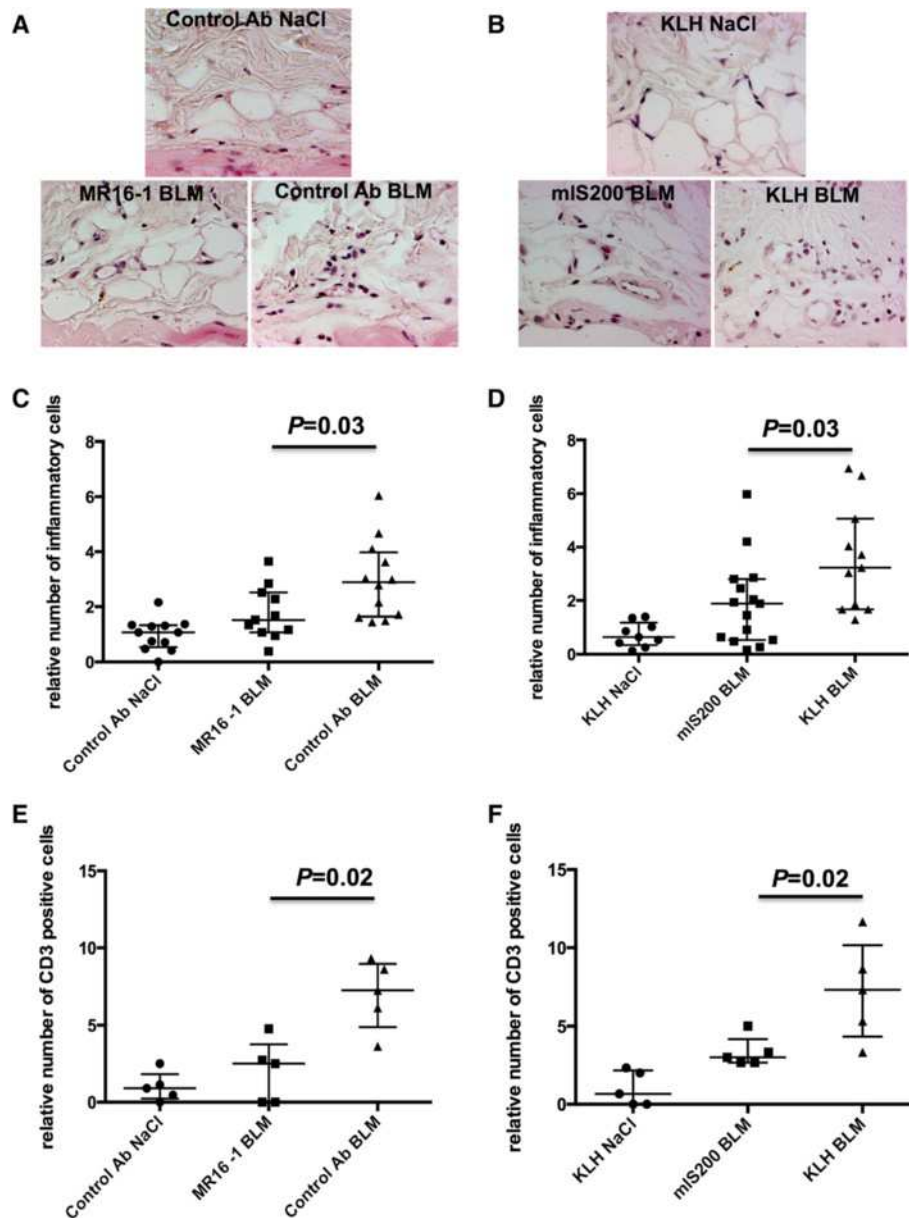 A
Control Ab NaCl
MR16-1 BLM
Control Ab BLM
B
KLH NaCl
mIS200 BLM
KLH BLM
C
relative number of inflammatory cells
8
6
4
2
0
P=0.03
Control Ab NaCl
MR16 -1 BLM
Control Ab BLM
D
relative number of inflammatory cells
8
6
4
2
0
P=0.03
KLH NaCl
mIS200 BLM
KLH BLM
E
relative number of CD3 positive cells
15
10
5
0
P=0.02
Control Ab NaCl
MR16 -1 BLM
Control Ab BLM
F
relative number of CD3 positive cells
15
10
5
0
P=0.02
KLH NaCl
mIS200 BLM
KLH BLM